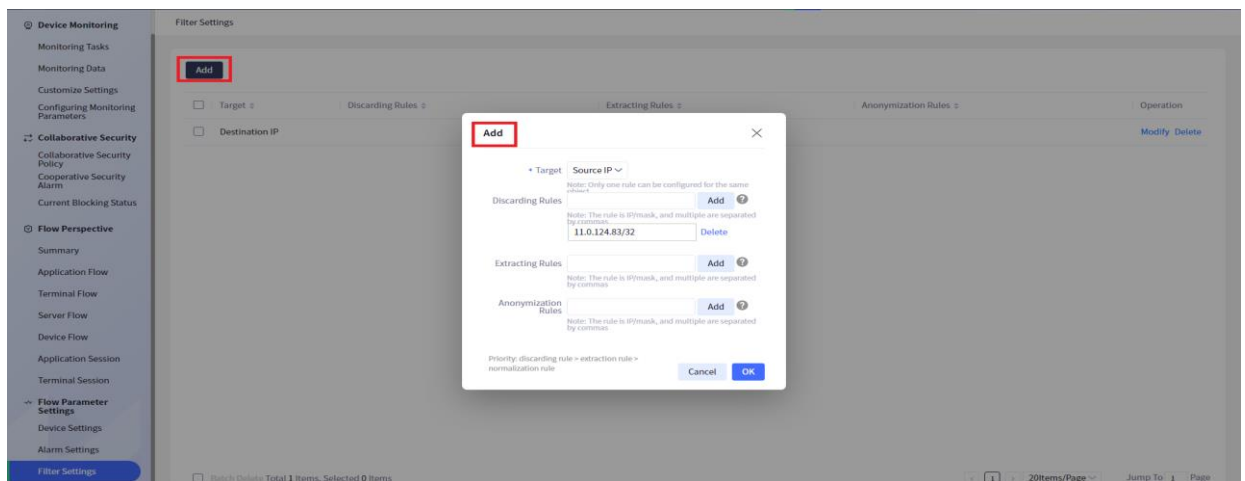 Device Monitoring
Monitoring Tasks
Monitoring Data
Customize Settings
Configuring Monitoring
Parameters
Collaborative Security
Collaborative Security
Policy
Cooperative Security
Alarm
Current Blocking Status
Flow Perspective
Summary
Application Flow
Terminal Flow
Server Flow
Device Flow
Application Session
Terminal Session
Flow Parameter
Settings
Device Settings
Alarm Settings
Filter Settings
Filter Settings
Add
Target Discarding Rules Extracting Rules Anonymization Rules Operation
Destination IP Modify Delete
Add
* Target Source IP
Note: Only one rule can be configured for the same
object
Discarding Rules Add ?
Note: The rule is IP/mask, and multiple are separated
by commas
11.0.124.83/32 Delete
Extracting Rules Add ?
Note: The rule is IP/mask, and multiple are separated
by commas
Anonymization
Rules Add ?
Note: The rule is IP/mask, and multiple are separated
by commas
Priority: discarding rule > extraction rule >
normalization rule
Cancel OK
Batch Delete Total 1 Items, Selected 0 Items < 1 > 20Items/Page Jump To 1 Page